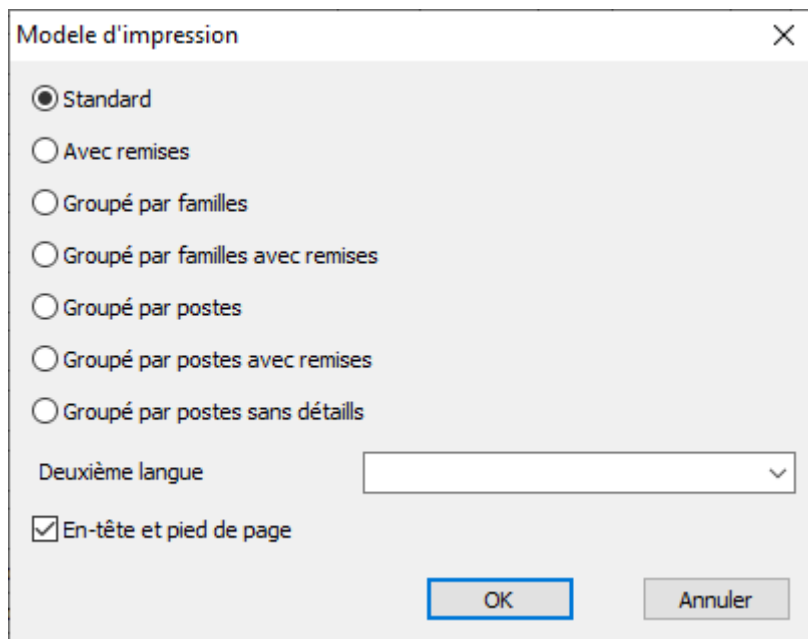 Modele d'impression
Standard
Avec remises
Groupé par familles
Groupé par familles avec remises
Groupé par postes
Groupé par postes avec remises
Groupé par postes sans détaills
Deuxième langue
En-tête et pied de page
OK Annuler